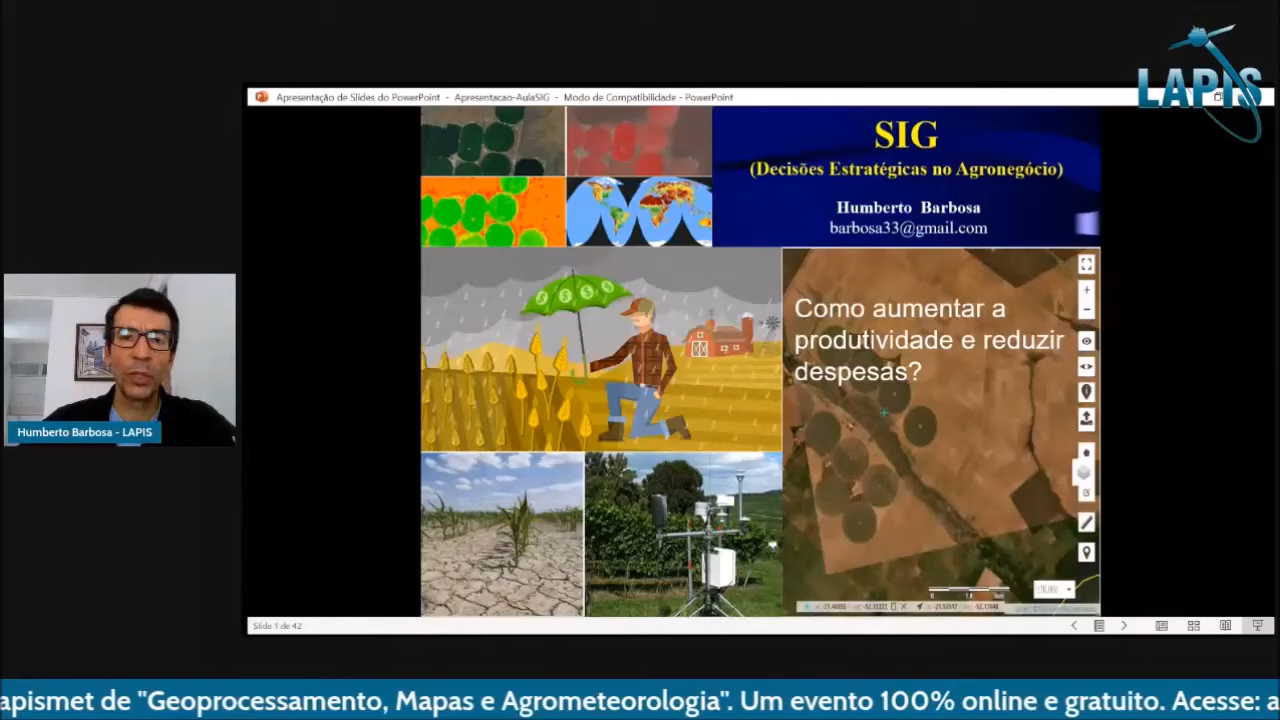 LAPIS
Apresentação de Slides do PowerPoint - Apresentacao-AulaSIG - Modo de Compatibilidade - PowerPoint
SIG
(Decisões Estratégicas no Agronegócio)
Humberto Barbosa
barbosa33@gmail.com
Como aumentar a
produtividade e reduzir
despesas?
Humberto Barbosa - LAPIS
Slide 1 de 42
apismet de "Geoprocessamento, Mapas e Agrometeorologia". Um evento 100% online e gratuito. Acesse: a